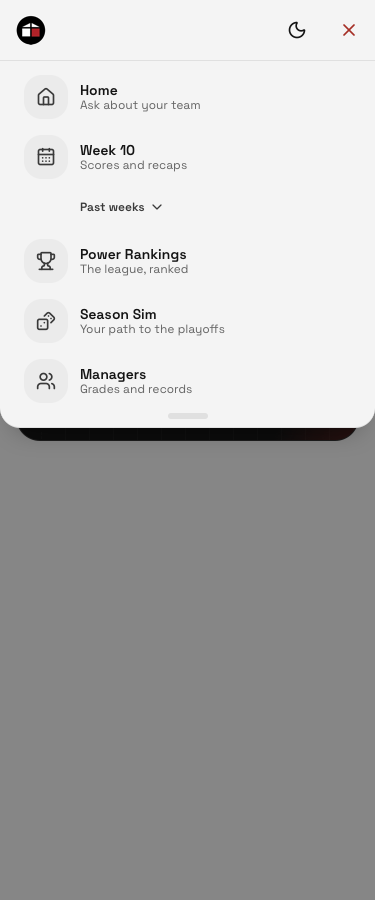 Home
Ask about your team
Week 10
Scores and recaps
Past weeks
Power Rankings
The league, ranked
Season Sim
Your path to the playoffs
Managers
Grades and records